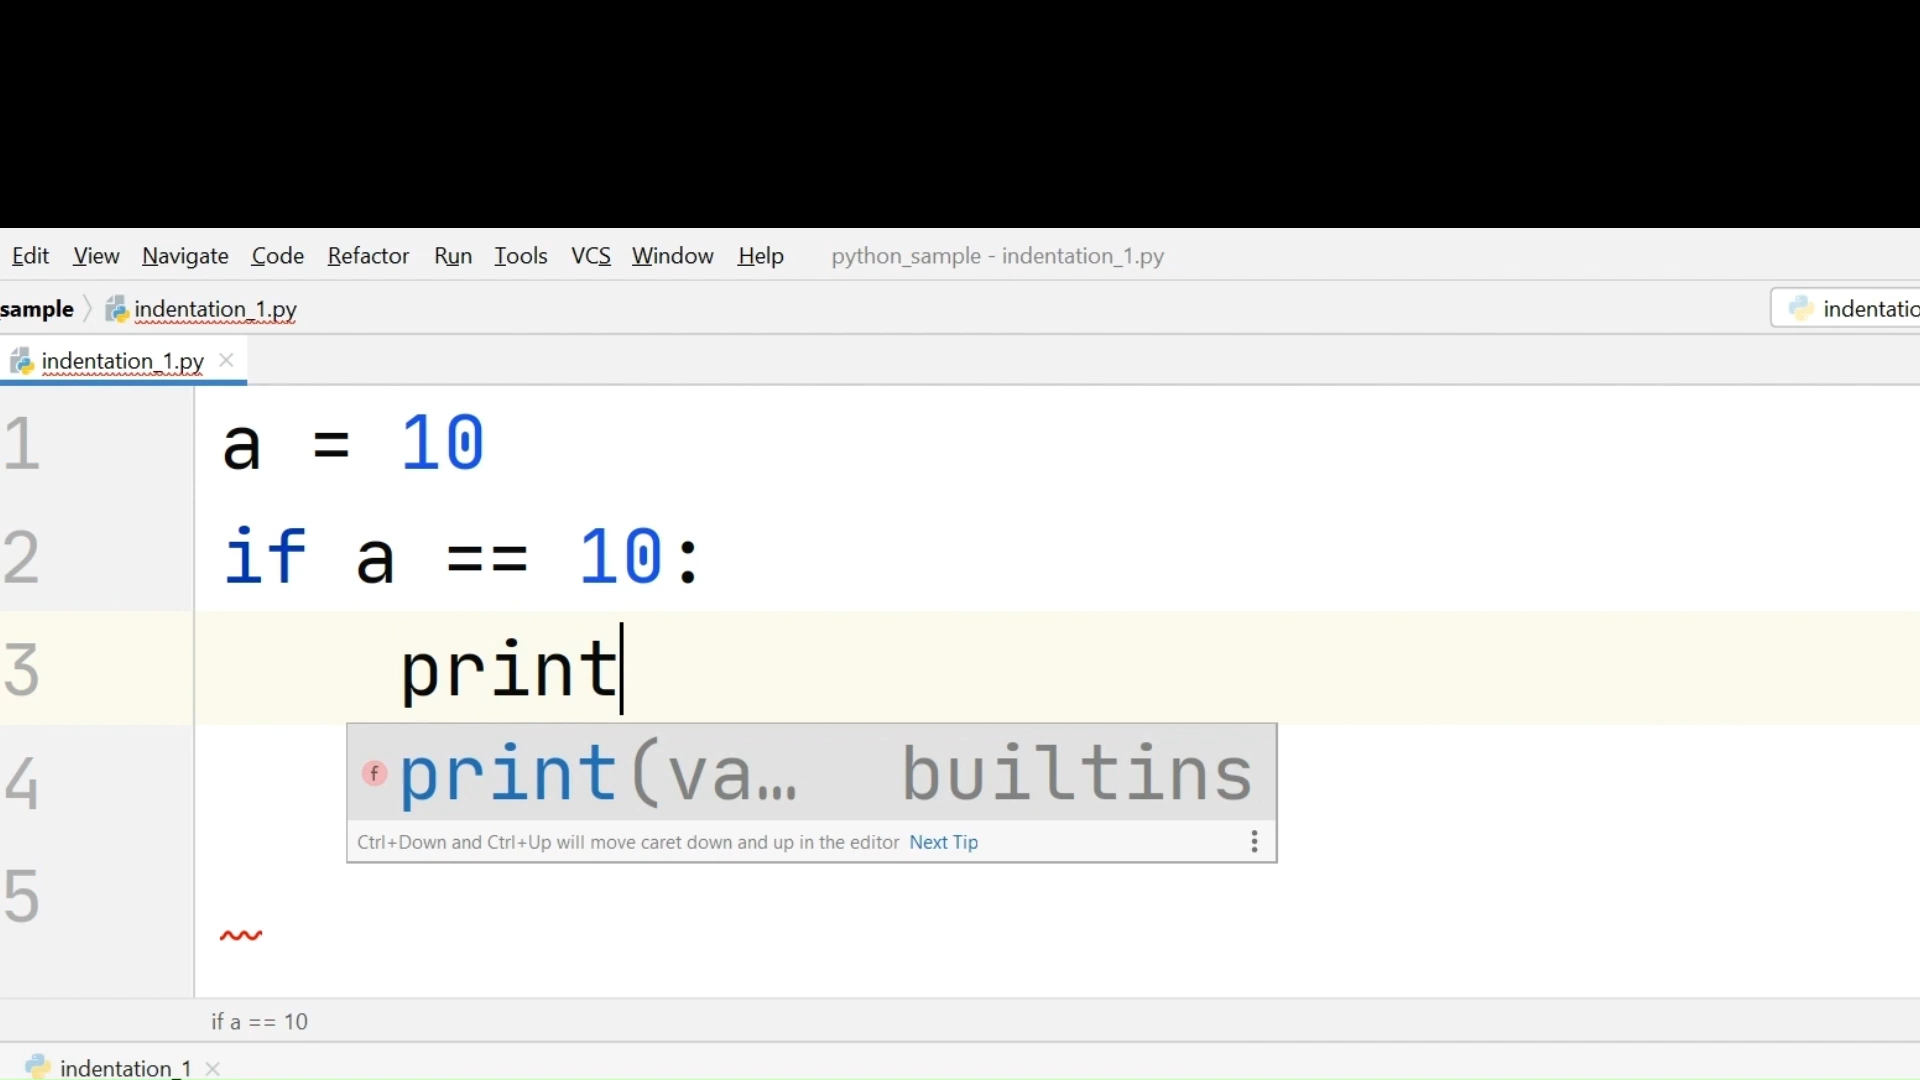 Edit View Navigate Code Refactor Run Tools VCS Window Help python_sample - indentation_1.py
sample indentation_1.py indentatio
indentation_1.py
1 a = 10
2 if a == 10:
3 print
f print(va… builtins
4
Ctrl+Down and Ctrl+Up will move caret down and up in the editor Next Tip
5
if a == 10
indentation_1